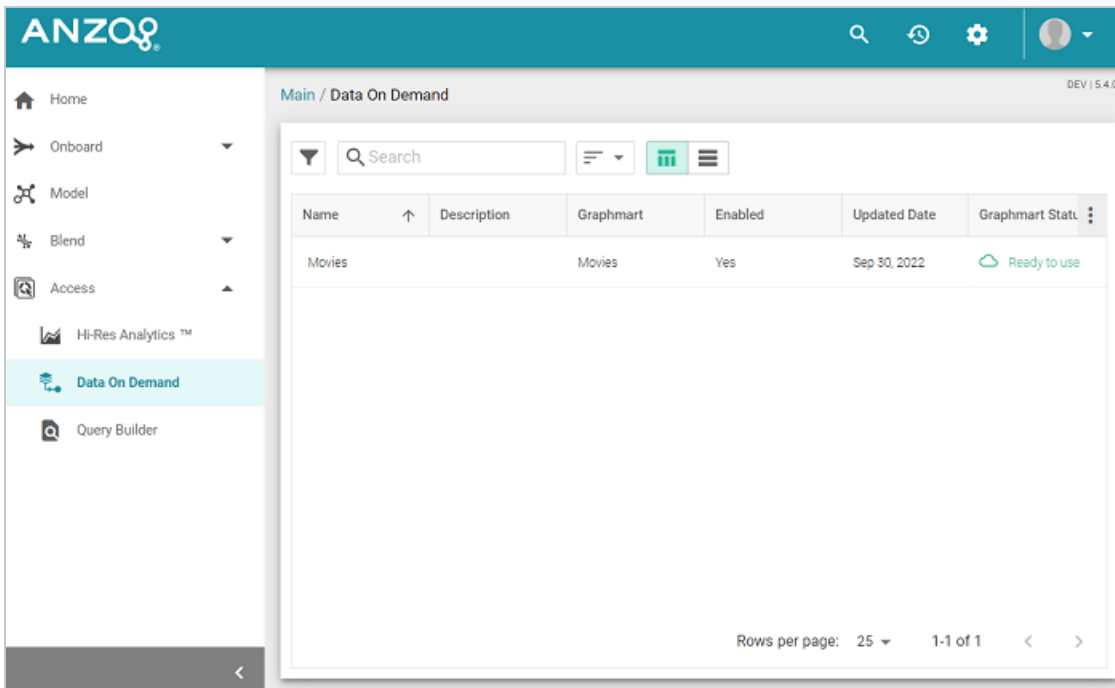 ANZO®
DEV | 5.4.0
Home
Onboard
Model
Blend
Access
Hi-Res Analytics ™
Data On Demand
Query Builder
Main / Data On Demand
Search
Name Description Graphmart Enabled Updated Date Graphmart Statu
Movies Movies Yes Sep 30, 2022 Ready to use
Rows per page: 25 1-1 of 1